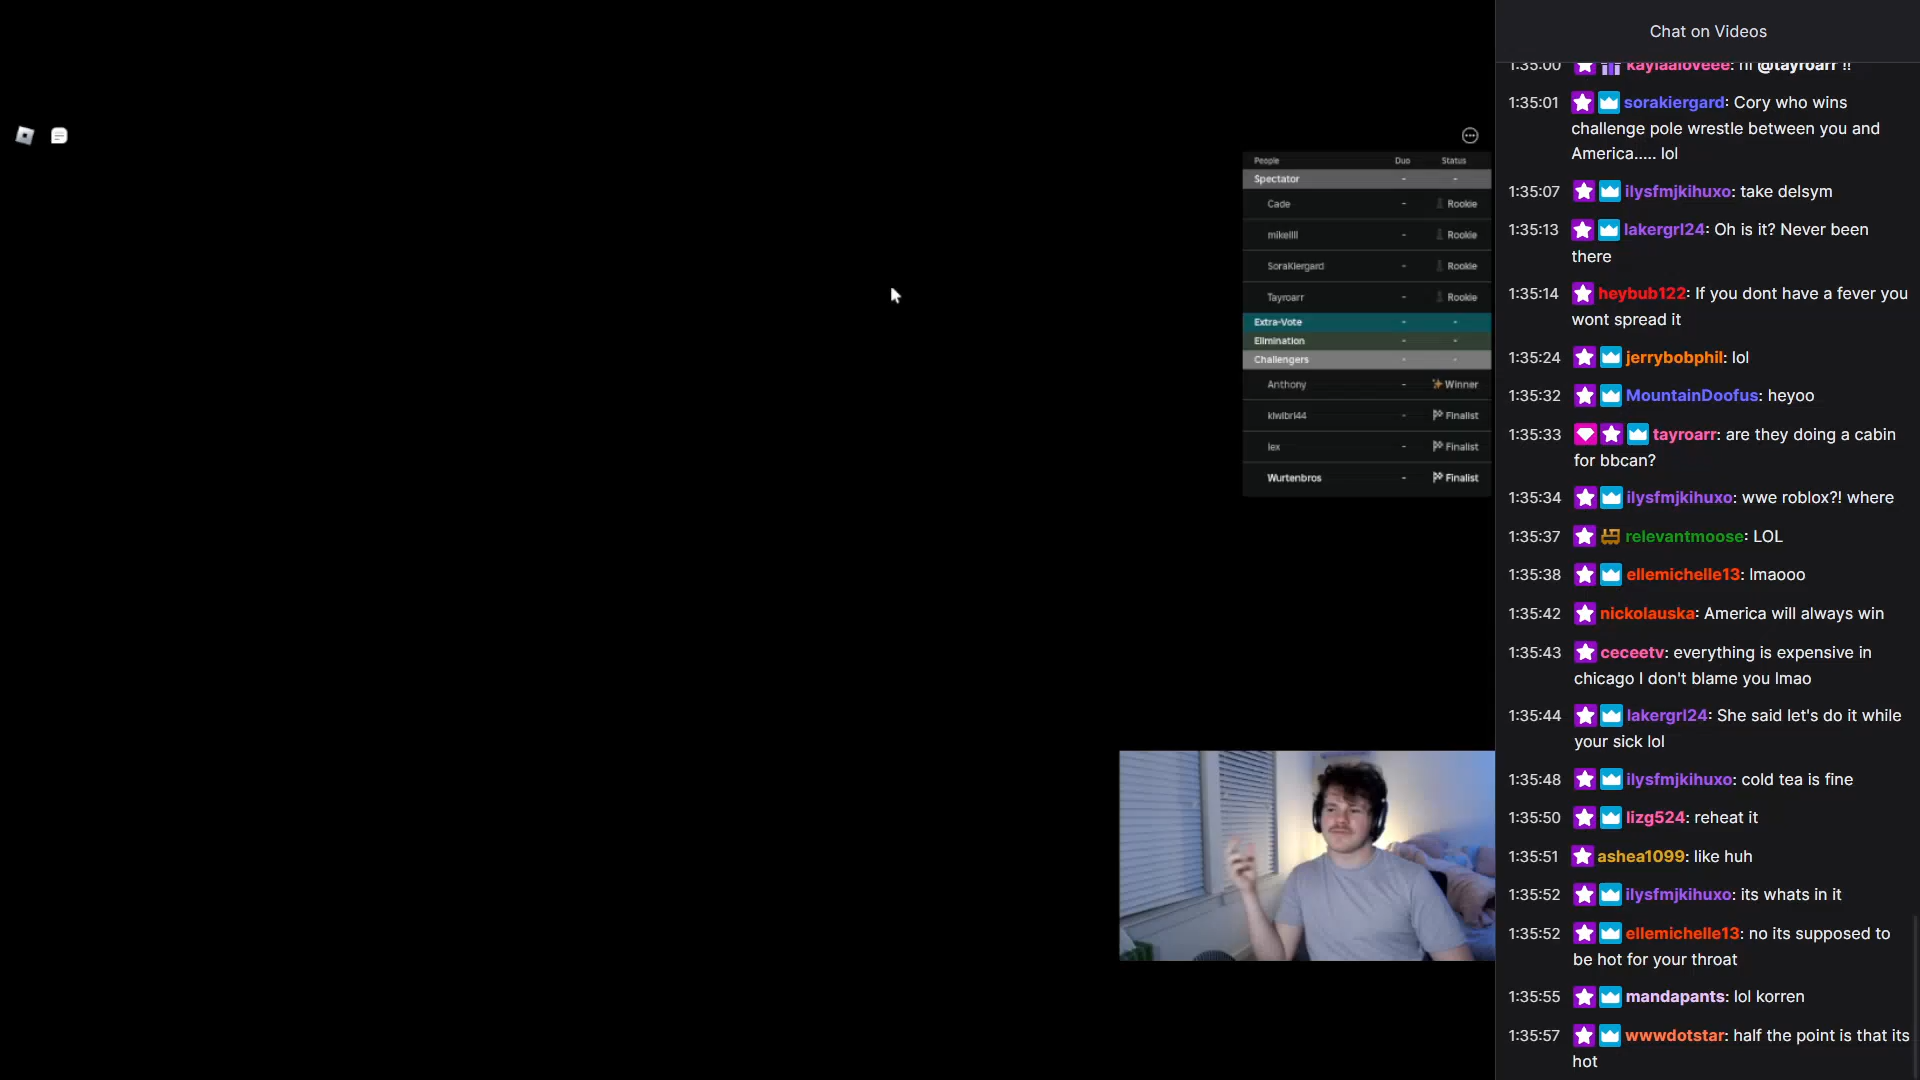 Chat on Videos
1:35:00 kaylaaloveee: hi @tayroarr !!
1:35:01 sorakiergard: Cory who wins
challenge pole wrestle between you and
America..... lol
1:35:07 ilysfmjkihuxo: take delsym
1:35:13 lakergrl24: Oh is it? Never been
there
1:35:14 heybub122: If you dont have a fever you
wont spread it
1:35:24 jerrybobphil: lol
1:35:32 MountainDoofus: heyoo
1:35:33 tayroarr: are they doing a cabin
for bbcan?
1:35:34 ilysfmjkihuxo: wwe roblox?! where
1:35:37 relevantmoose: LOL
1:35:38 ellemichelle13: lmaooo
1:35:42 nickolauska: America will always win
1:35:43 ceceetv: everything is expensive in
chicago I don't blame you lmao
1:35:44 lakergrl24: She said let's do it while
your sick lol
1:35:48 ilysfmjkihuxo: cold tea is fine
1:35:50 lizg524: reheat it
1:35:51 ashea1099: like huh
1:35:52 ilysfmjkihuxo: its whats in it
1:35:52 ellemichelle13: no its supposed to
be hot for your throat
1:35:55 mandapants: lol korren
1:35:57 wwwdotstar: half the point is that its
hot
People Duo Status
Spectator - -
Cade - Rookie
mikellll - Rookie
SoraKiergard - Rookie
Tayroarr - Rookie
Extra-Vote - -
Elimination - -
Challengers - -
Anthony - Winner
kiwibri44 - Finalist
lex - Finalist
Wurtenbros - Finalist